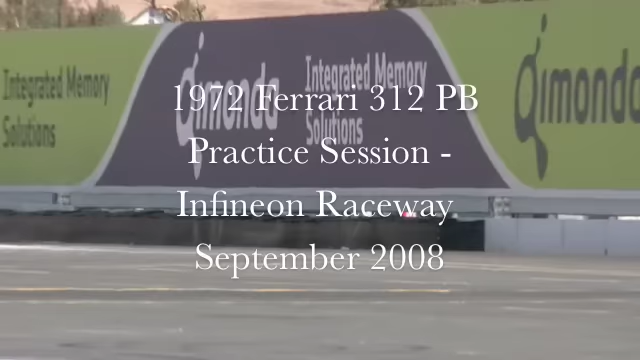 Integrated Memory
Solutions
qimonda
Integrated Memory
Solutions
qimonda
1972 Ferrari 312 PB
Practice Session -
Infineon Raceway
September 2008